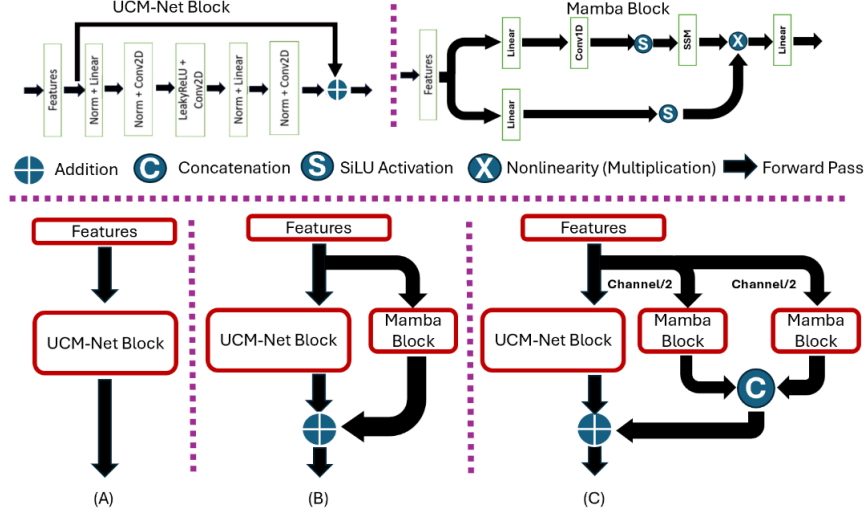 UCM-Net Block
Mamba Block
Features
Norm + Linear
Norm + Conv2D
LeakyReLU +
Conv2D
Norm + Linear
Norm + Conv2D
Features
Linear
Conv1D
S
SSM
X
Linear
Linear
S
Addition
C
Concatenation
S
SiLU Activation
X
Nonlinearity (Multiplication)
Forward Pass
Features
UCM-Net Block
(A)
Features
UCM-Net Block
Mamba
Block
(B)
Features
Channel/2
Channel/2
UCM-Net Block
Mamba
Block
Mamba
Block
C
(C)